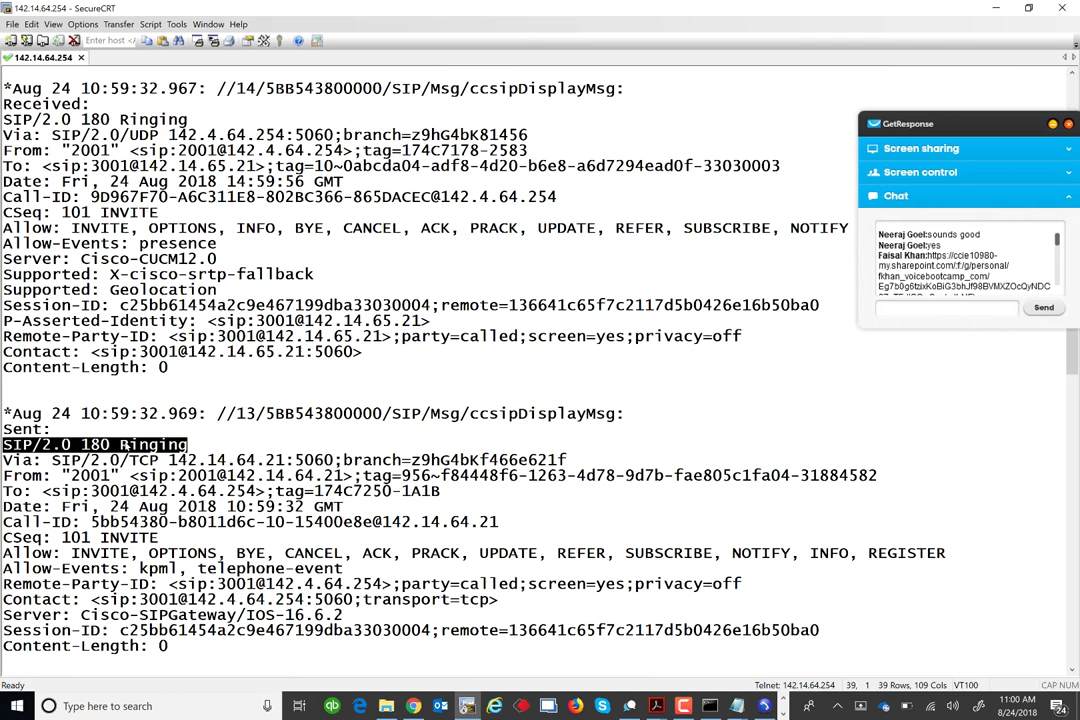 142.14.64.254 - SecureCRT
File Edit View Options Transfer Script Tools Window Help
Enter host <
142.14.64.254
*Aug 24 10:59:32.967: //14/5BB543800000/SIP/Msg/ccsipDisplayMsg:
Received:
SIP/2.0 180 Ringing
Via: SIP/2.0/UDP 142.4.64.254:5060;branch=z9hG4bK81456
From: "2001" <sip:2001@142.4.64.254>;tag=174C7178-2583
To: <sip:3001@142.14.65.21>;tag=10~0abcda04-adf8-4d20-b6e8-a6d7294ead0f-33030003
Date: Fri, 24 Aug 2018 14:59:56 GMT
Call-ID: 9D967F70-A6C311E8-802BC366-865DACEC@142.4.64.254
CSeq: 101 INVITE
Allow: INVITE, OPTIONS, INFO, BYE, CANCEL, ACK, PRACK, UPDATE, REFER, SUBSCRIBE, NOTIFY
Allow-Events: presence
Server: Cisco-CUCM12.0
Supported: X-cisco-srtp-fallback
Supported: Geolocation
Session-ID: c25bb61454a2c9e467199dba33030004;remote=136641c65f7c2117d5b0426e16b50ba0
P-Asserted-Identity: <sip:3001@142.14.65.21>
Remote-Party-ID: <sip:3001@142.14.65.21>;party=called;screen=yes;privacy=off
Contact: <sip:3001@142.14.65.21:5060>
Content-Length: 0
*Aug 24 10:59:32.969: //13/5BB543800000/SIP/Msg/ccsipDisplayMsg:
Sent:
SIP/2.0 180 Ringing
Via: SIP/2.0/TCP 142.14.64.21:5060;branch=z9hG4bKf466e621f
From: "2001" <sip:2001@142.14.64.21>;tag=956~f84448f6-1263-4d78-9d7b-fae805c1fa04-31884582
To: <sip:3001@142.4.64.254>;tag=174C7250-1A1B
Date: Fri, 24 Aug 2018 10:59:32 GMT
Call-ID: 5bb54380-b8011d6c-10-15400e8e@142.14.64.21
CSeq: 101 INVITE
Allow: INVITE, OPTIONS, BYE, CANCEL, ACK, PRACK, UPDATE, REFER, SUBSCRIBE, NOTIFY, INFO, REGISTER
Allow-Events: kpml, telephone-event
Remote-Party-ID: <sip:3001@142.4.64.254>;party=called;screen=yes;privacy=off
Contact: <sip:3001@142.4.64.254:5060;transport=tcp>
Server: Cisco-SIPGateway/IOS-16.6.2
Session-ID: c25bb61454a2c9e467199dba33030004;remote=136641c65f7c2117d5b0426e16b50ba0
Content-Length: 0
GetResponse
Screen sharing
Screen control
Chat
Neeraj Goel:sounds good
Neeraj Goel:yes
Faisal Khan:https://ccie10980-
my.sharepoint.com/:f:/g/personal/
fkhan_voicebootcamp_com/
Send
Ready
Telnet: 142.14.64.254 39, 1 39 Rows, 109 Cols VT100 CAP NUM
Type here to search
11:00 AM
8/24/2018
24